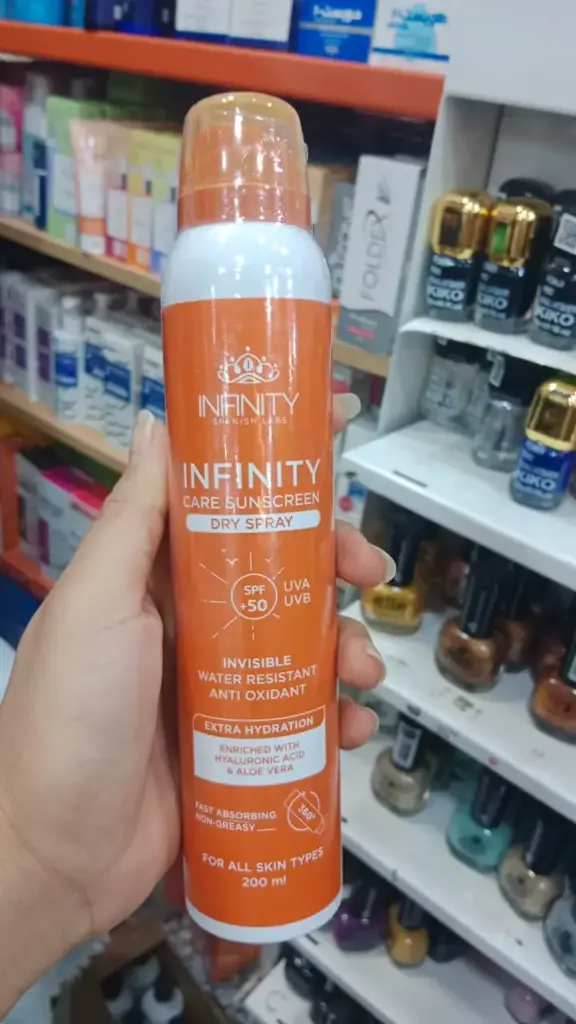 INFINITY
SPANISH LABS
INFINITY
CARE SUNSCREEN
DRY SPRAY
SPF
+50
UVA
UVB
INVISIBLE
WATER RESISTANT
ANTI OXIDANT
EXTRA HYDRATION
ENRICHED WITH
HYALURONIC ACID
& ALOE VERA
FAST ABSORBING
NON-GREASY
360°
FOR ALL SKIN TYPES
200 ml
FOLDER
KIKO
KIKO
KIKO
KIKO